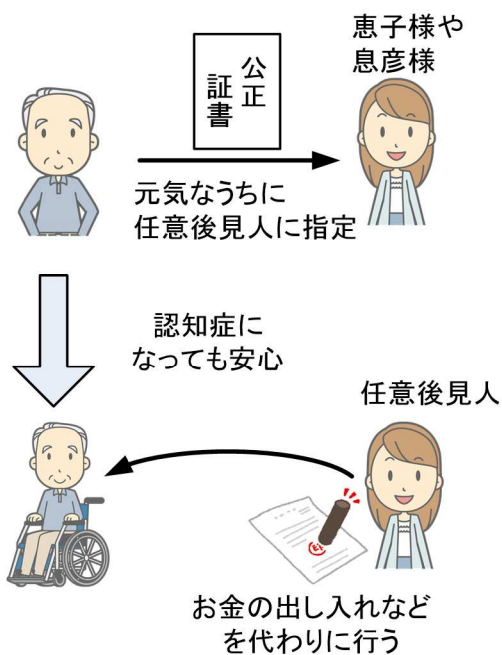 恵子様や
息彦様
公正
証書
元気なうちに
任意後見人に指定
認知症に
なっても安心
任意後見人
お金の出し入れなど
を代わりに行う